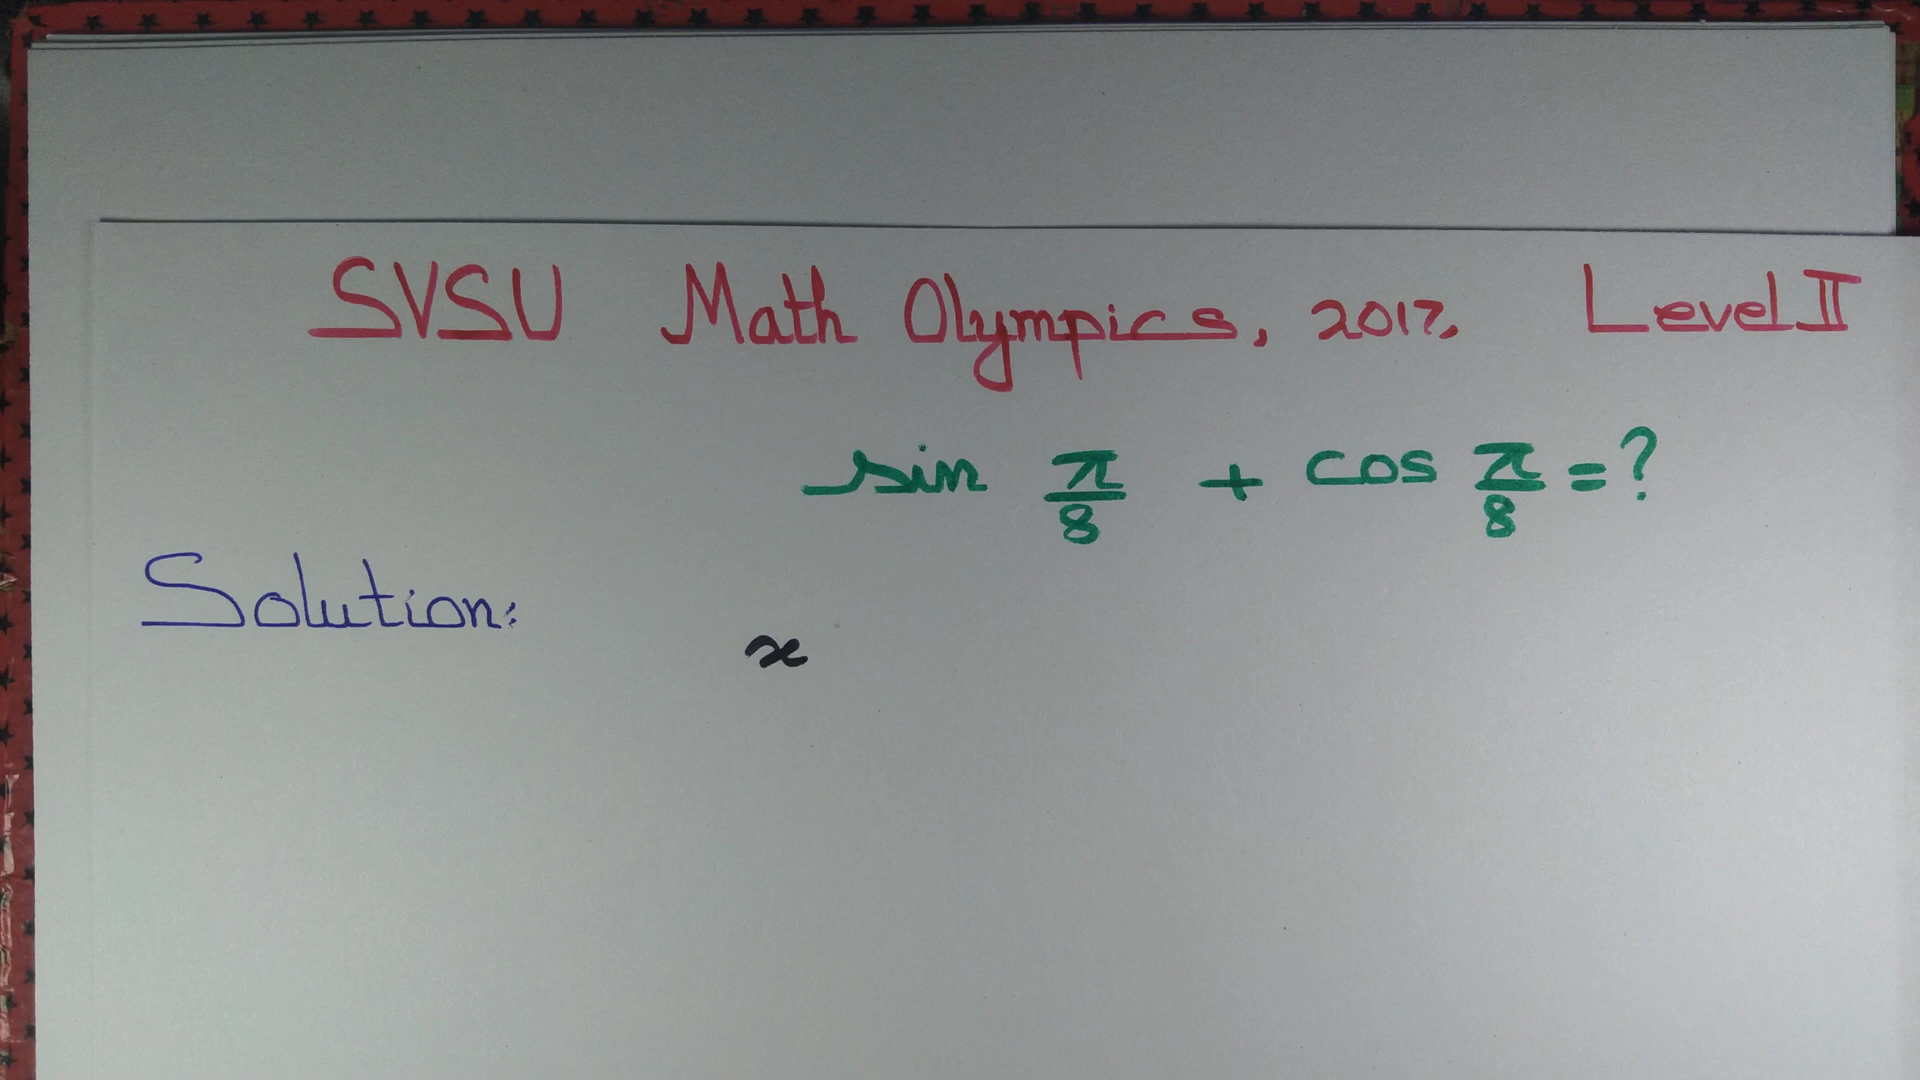 SVSU Math Olympics, 2017. Level II
sin π/8 + cos π/8 = ?
Solution:
x